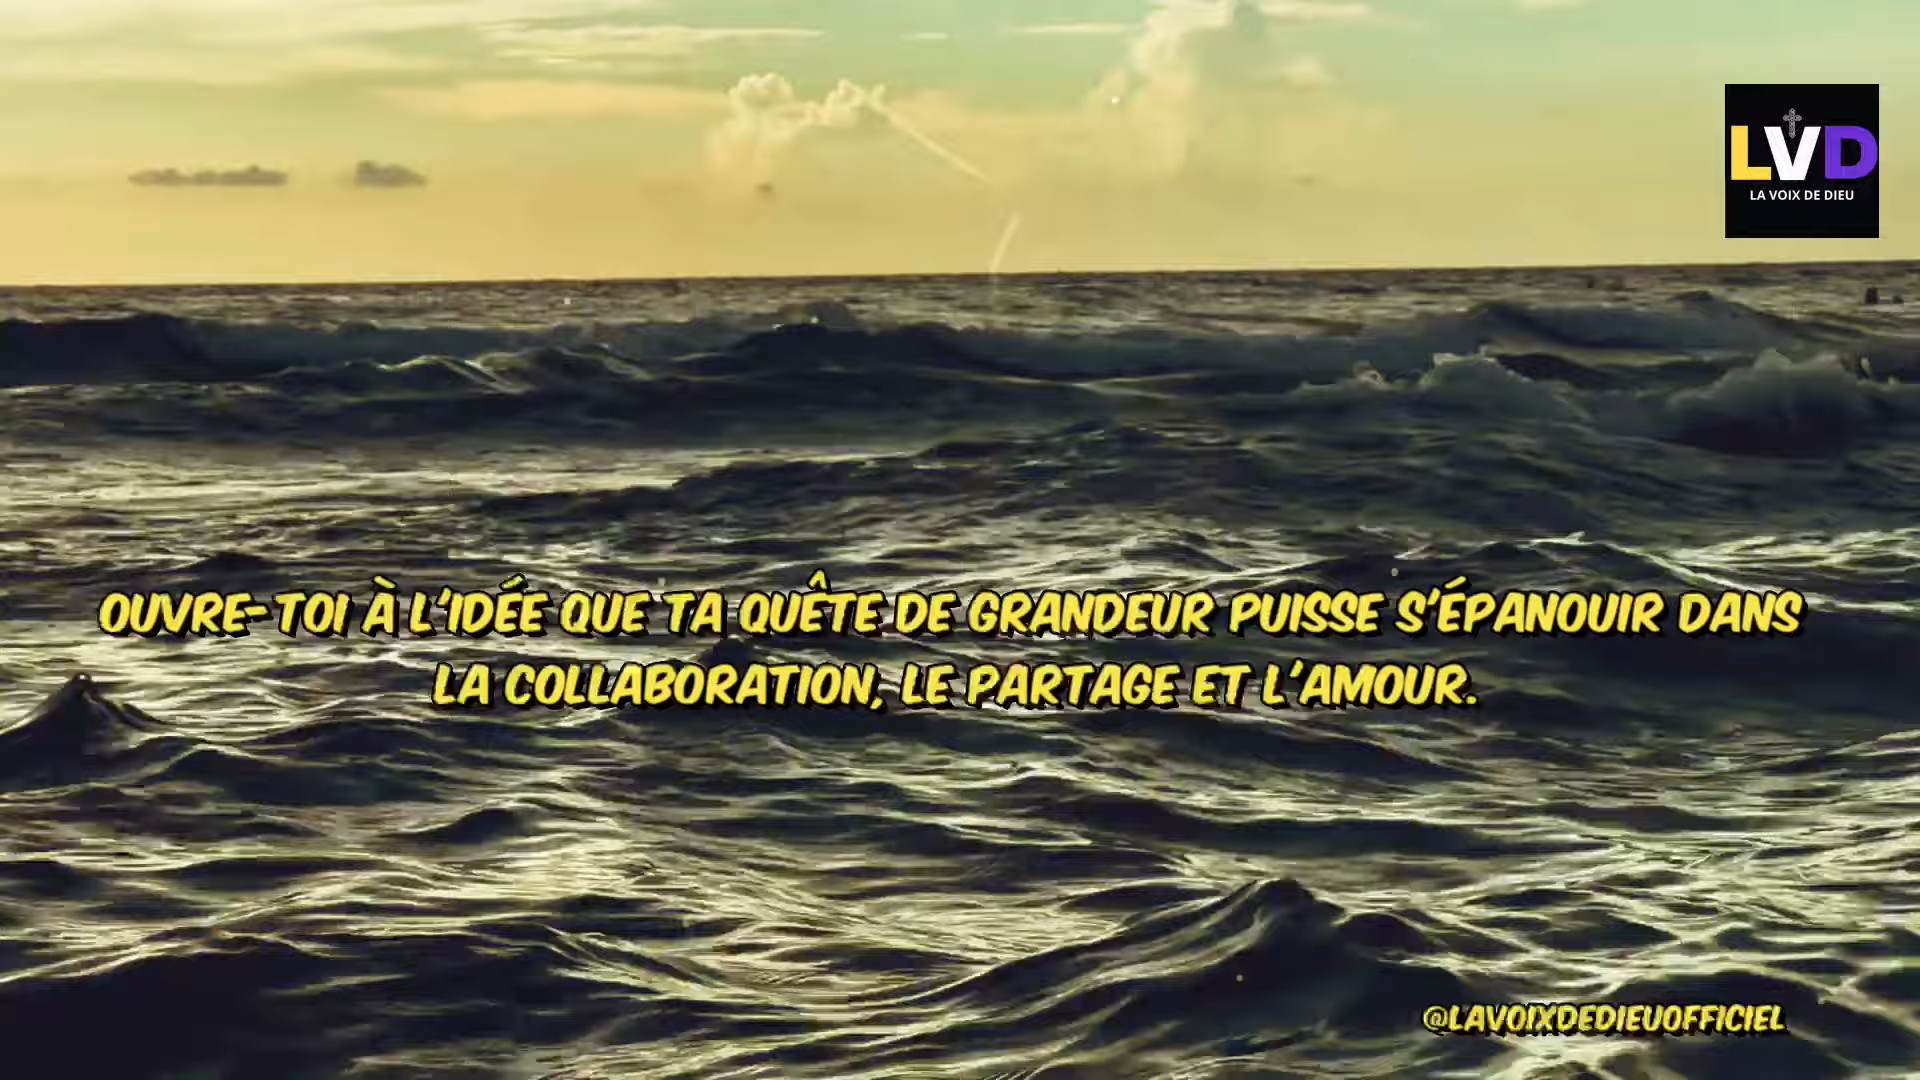 LVD
LA VOIX DE DIEU
OUVRE-TOI À L'IDÉE QUE TA QUÊTE DE GRANDEUR PUISSE S'ÉPANOUIR DANS
LA COLLABORATION, LE PARTAGE ET L'AMOUR.
@LAVOIXDEDIEUOFFICIEL